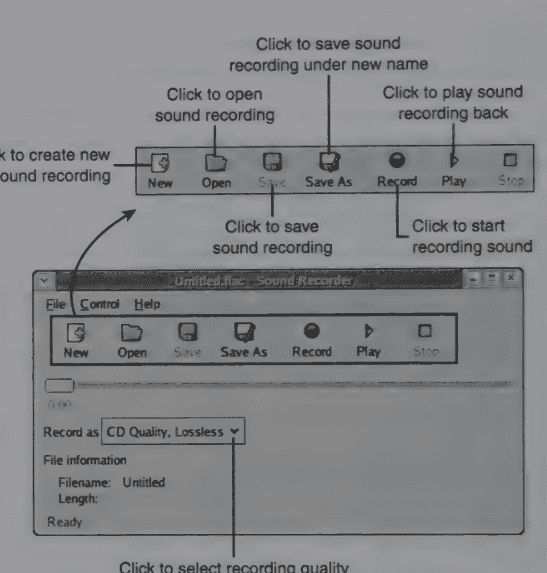 Click to save sound
recording under new name
Click to open
sound recording
Click to play sound
recording back
k to create new
ound recording
New Open Save Save As Record Play Stop
Click to save
sound recording
Click to start
recording sound
Untitled.flac Sound Recorder
File Control Help
New Open Save Save As Record Play Stop
0:00
Record as CD Quality, Lossless
File information
Filename: Untitled
Length:
Ready
Click to select recording quality